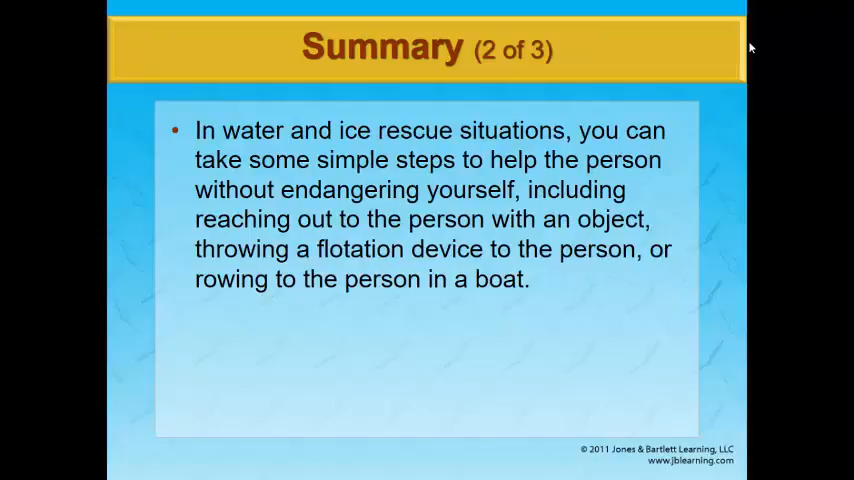 Summary (2 of 3)
• In water and ice rescue situations, you can
take some simple steps to help the person
without endangering yourself, including
reaching out to the person with an object,
throwing a flotation device to the person, or
rowing to the person in a boat.
© 2011 Jones & Bartlett Learning, LLC
www.jblearning.com